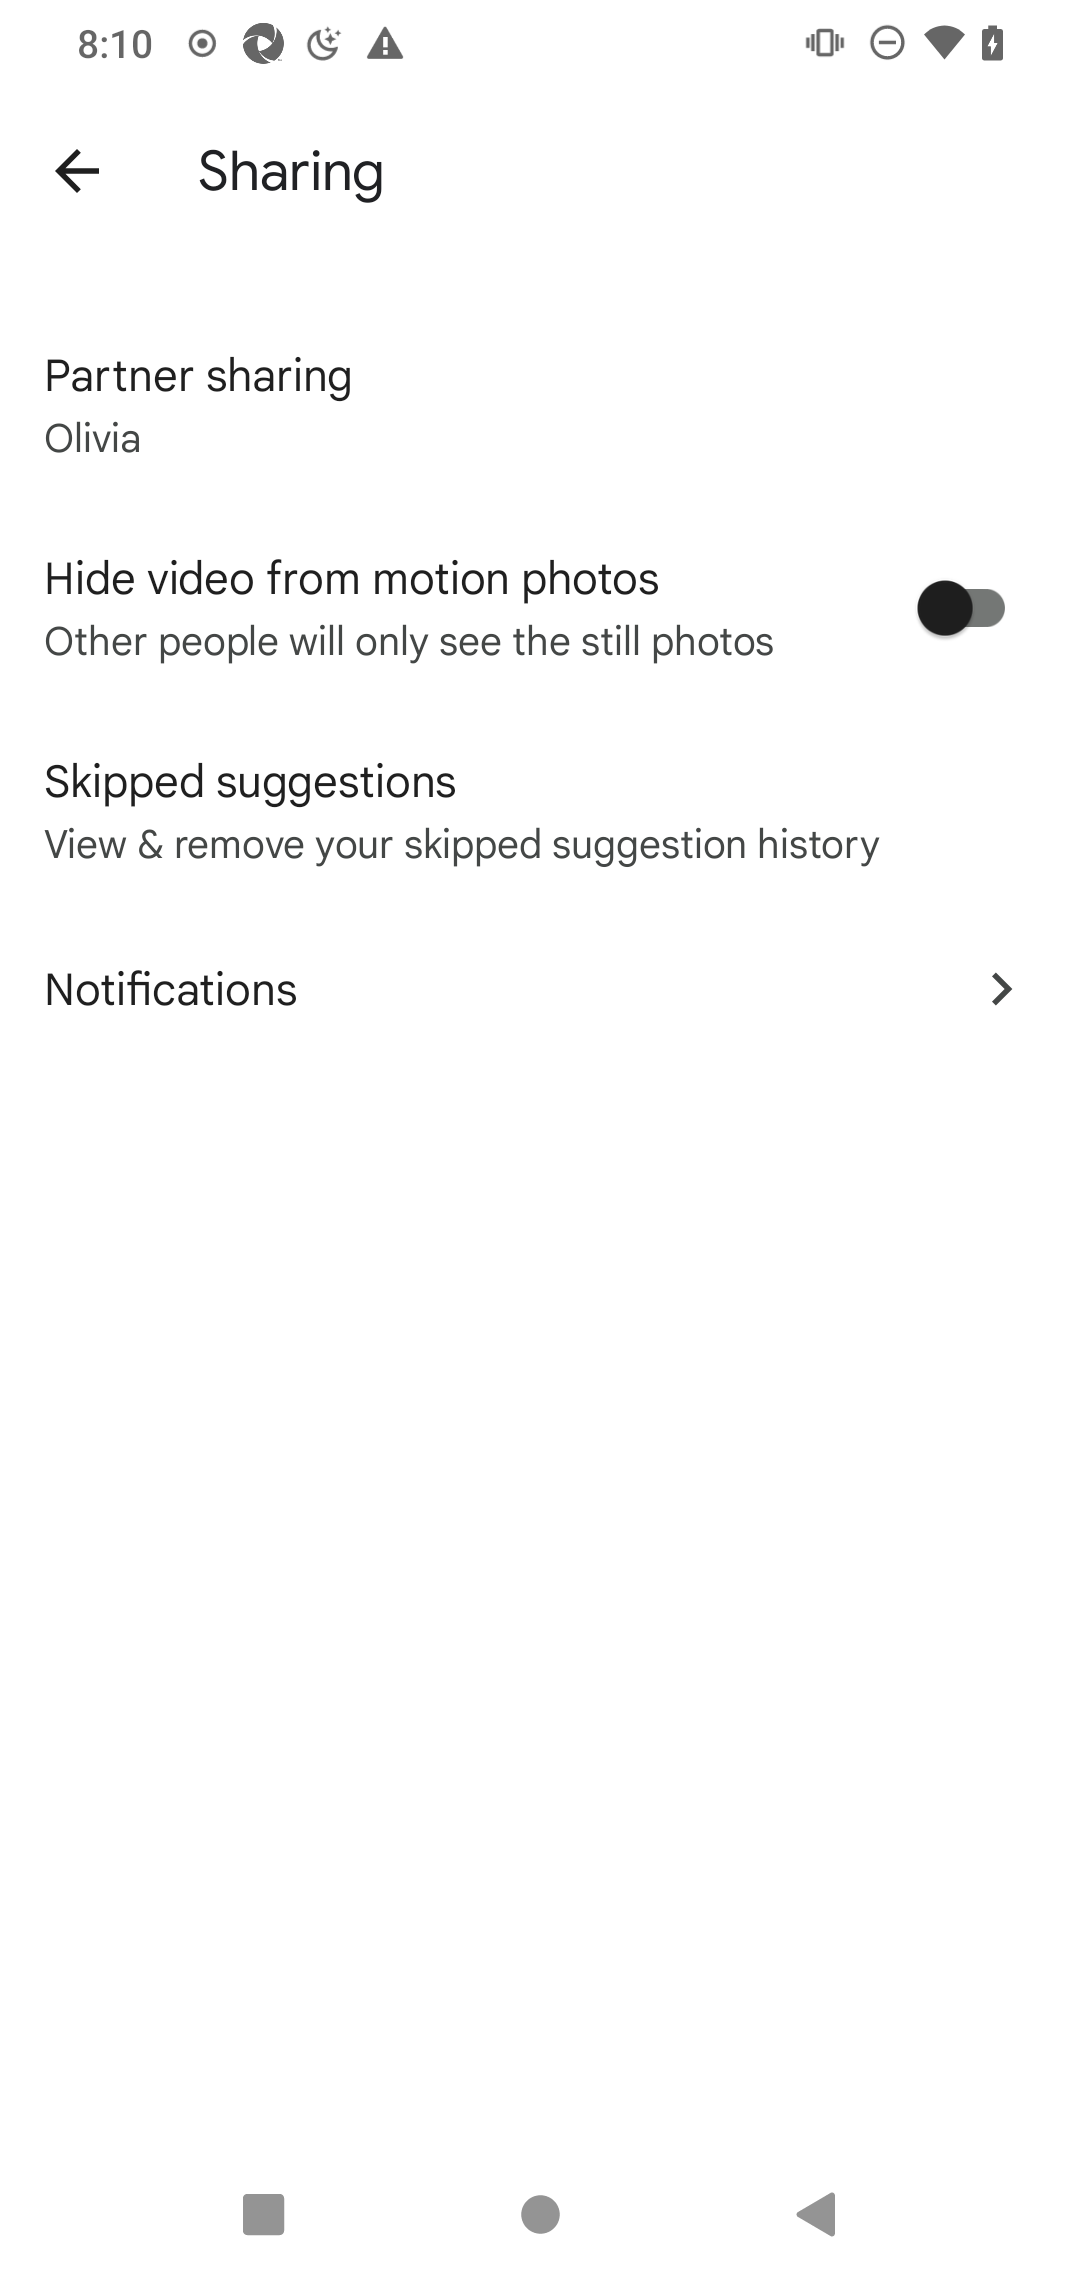 8:10
Sharing
Partner sharing
Olivia
Hide video from motion photos
Other people will only see the still photos
Skipped suggestions
View & remove your skipped suggestion history
Notifications